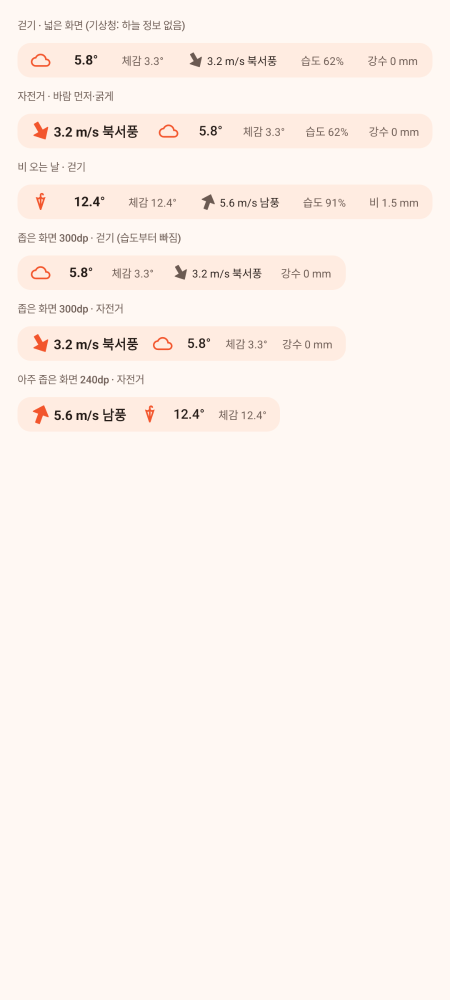 걷기 · 넓은 화면 (기상청: 하늘 정보 없음)
5.8° 체감 3.3° 3.2 m/s 북서풍 습도 62% 강수 0 mm
자전거 · 바람 먼저·굵게
3.2 m/s 북서풍 5.8° 체감 3.3° 습도 62% 강수 0 mm
비 오는 날 · 걷기
12.4° 체감 12.4° 5.6 m/s 남풍 습도 91% 비 1.5 mm
좁은 화면 300dp · 걷기 (습도부터 빠짐)
5.8° 체감 3.3° 3.2 m/s 북서풍 강수 0 mm
좁은 화면 300dp · 자전거
3.2 m/s 북서풍 5.8° 체감 3.3° 강수 0 mm
아주 좁은 화면 240dp · 자전거
5.6 m/s 남풍 12.4° 체감 12.4°